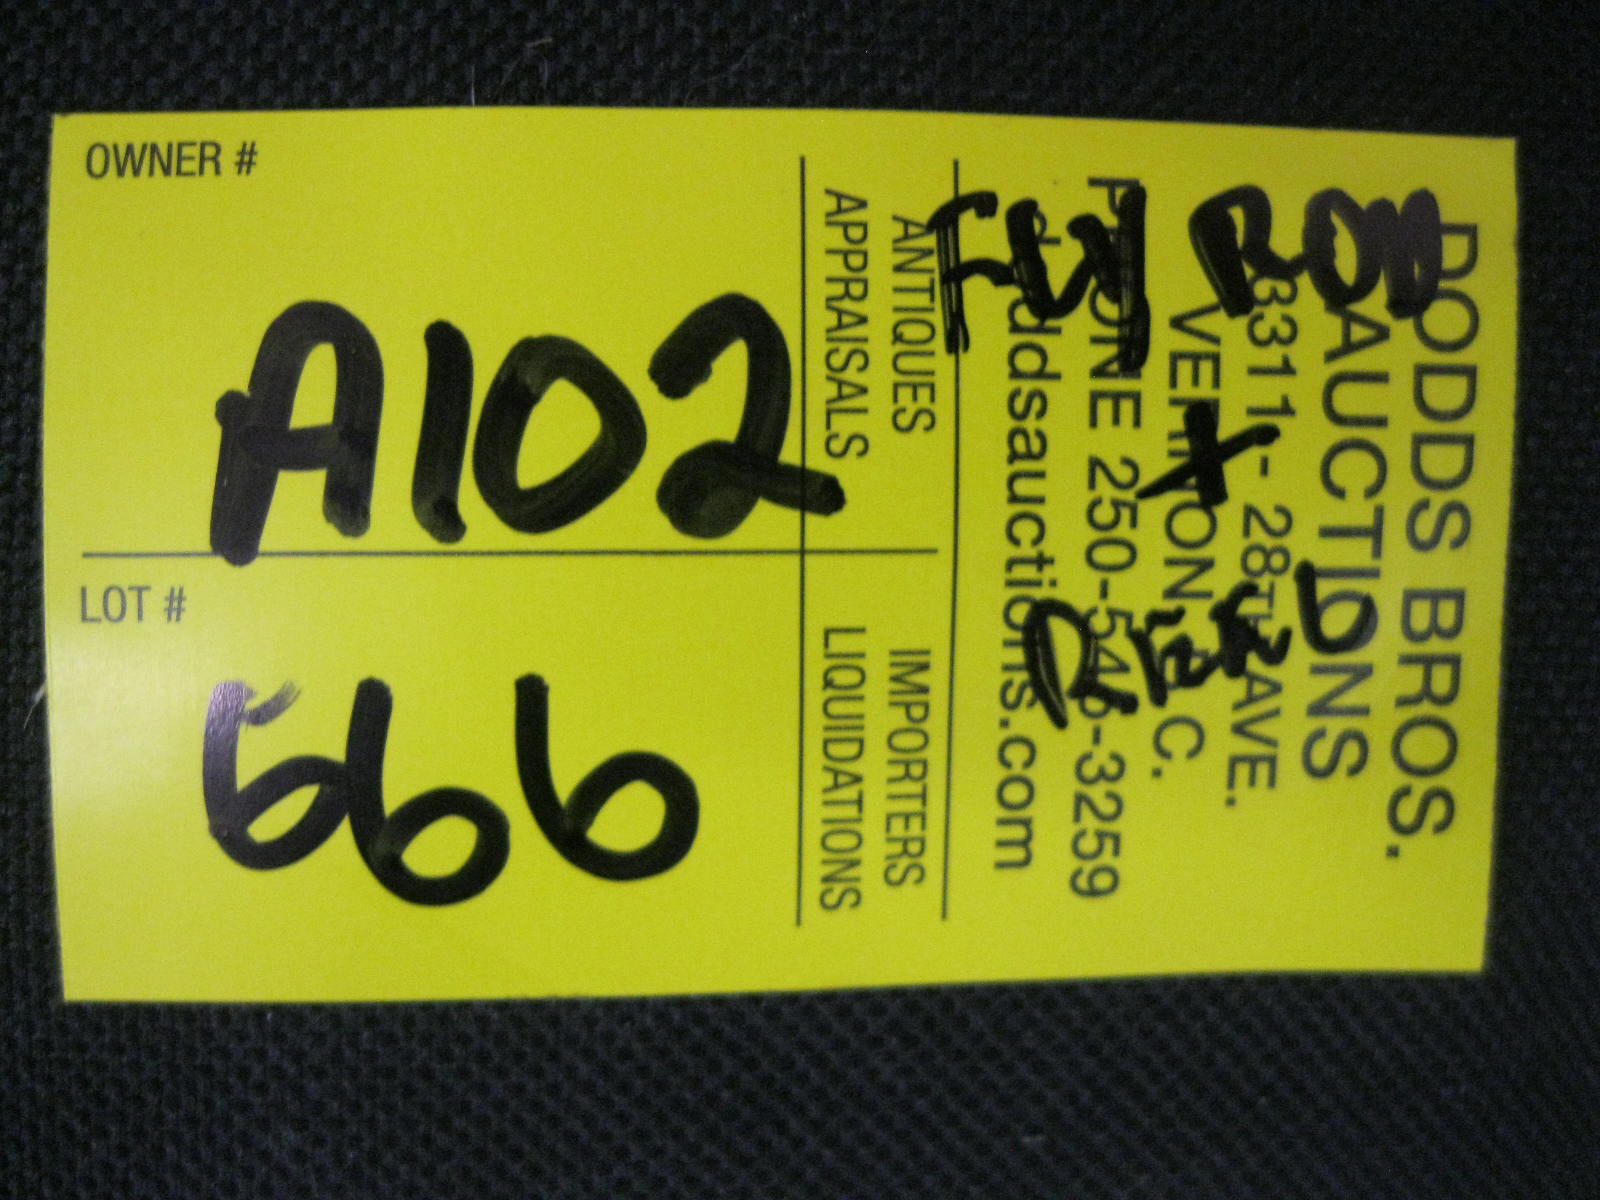 OWNER #
A102
LOT #
566
ANTIQUES
APPRAISALS
IMPORTERS
LIQUIDATIONS
DODDS BROS.
AUCTIONS
3311 - 28TH AVE.
VERNON B.C.
PHONE 250-545-3259
doddsauctions.com